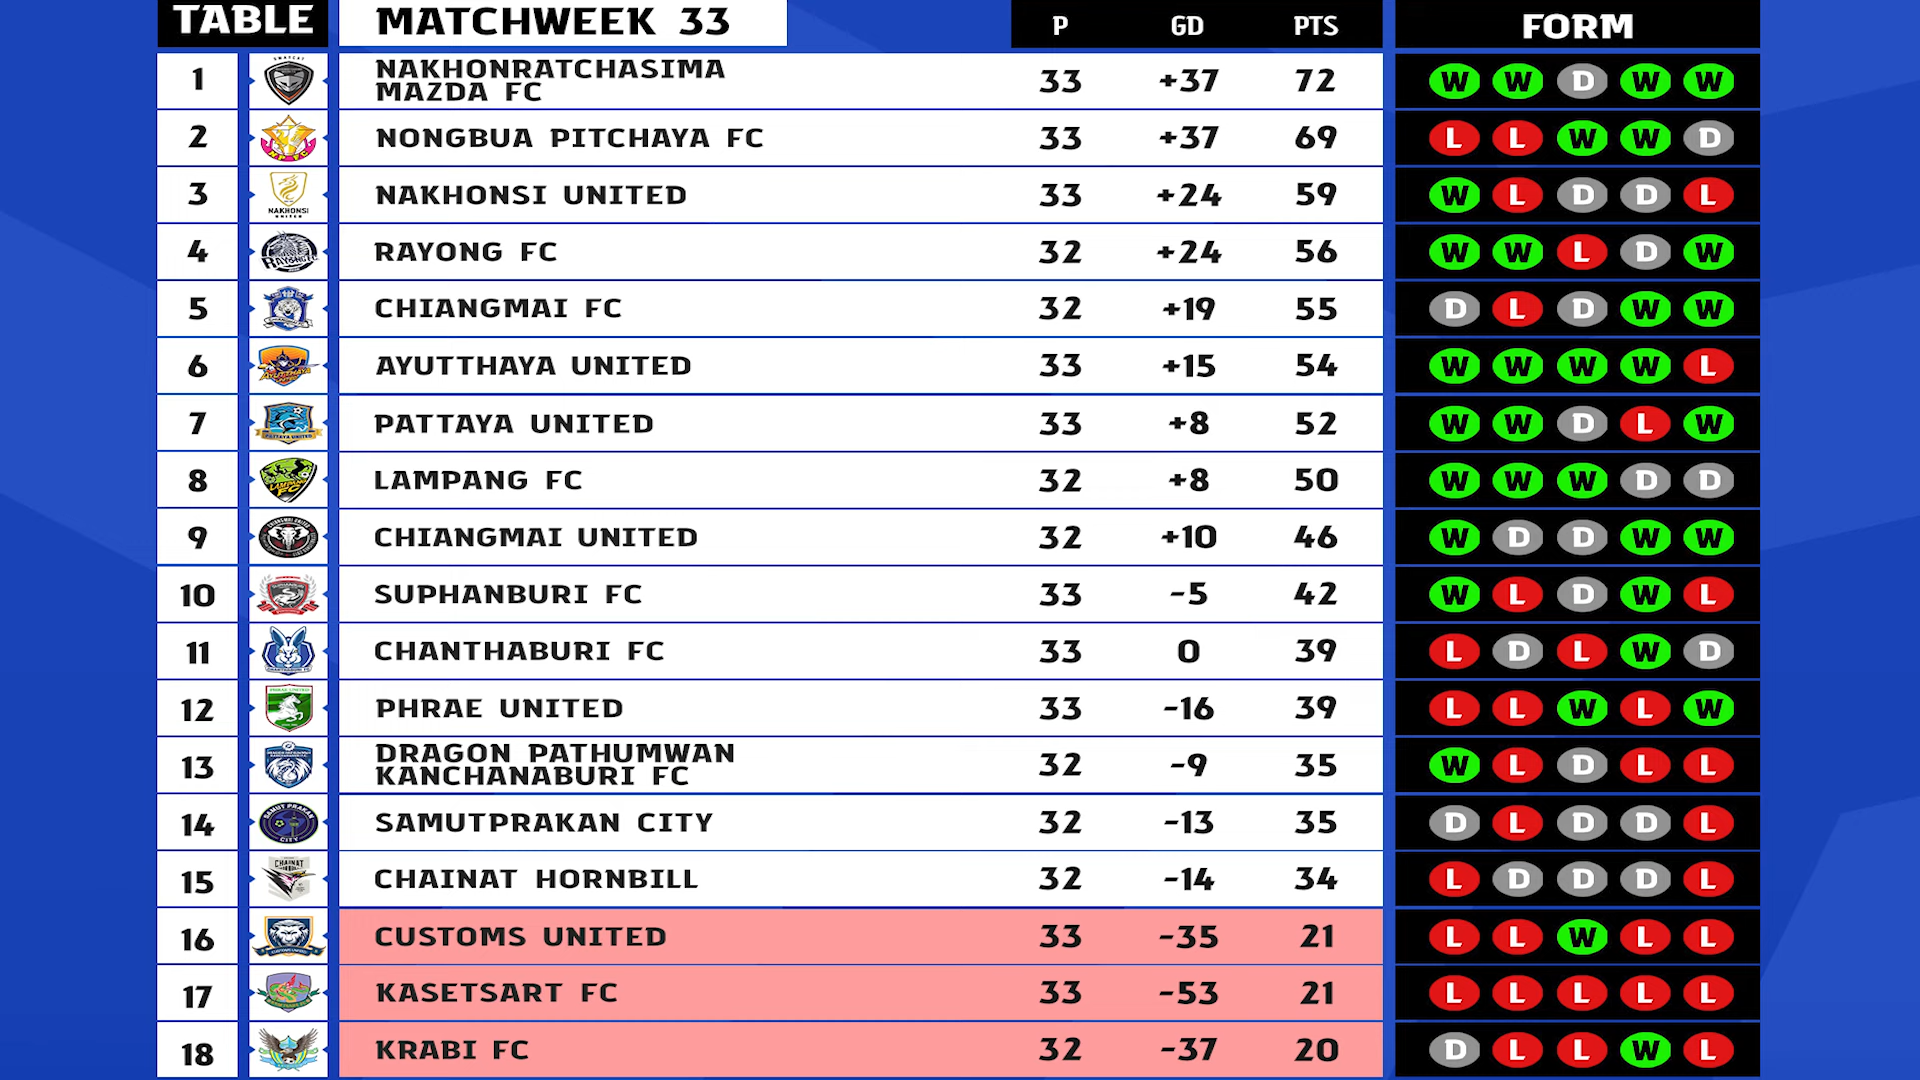 TABLE MATCHWEEK 33 P GD PTS FORM
1 NAKHONRATCHASIMA MAZDA FC 33 +37 72 W W D W W
2 NONGBUA PITCHAYA FC 33 +37 69 L L W W D
3 NAKHONSI UNITED 33 +24 59 W L D D L
4 RAYONG FC 32 +24 56 W W L D W
5 CHIANGMAI FC 32 +19 55 D L D W W
6 AYUTTHAYA UNITED 33 +15 54 W W W W L
7 PATTAYA UNITED 33 +8 52 W W D L W
8 LAMPANG FC 32 +8 50 W W W D D
9 CHIANGMAI UNITED 32 +10 46 W D D W W
10 SUPHANBURI FC 33 -5 42 W L D W L
11 CHANTHABURI FC 33 0 39 L D L W D
12 PHRAE UNITED 33 -16 39 L L W L W
13 DRAGON PATHUMWAN KANCHANABURI FC 32 -9 35 W L D L L
14 SAMUTPRAKAN CITY 32 -13 35 D L D D L
15 CHAINAT HORNBILL 32 -14 34 L D D D L
16 CUSTOMS UNITED 33 -35 21 L L W L L
17 KASETSART FC 33 -53 21 L L L L L
18 KRABI FC 32 -37 20 D L L W L